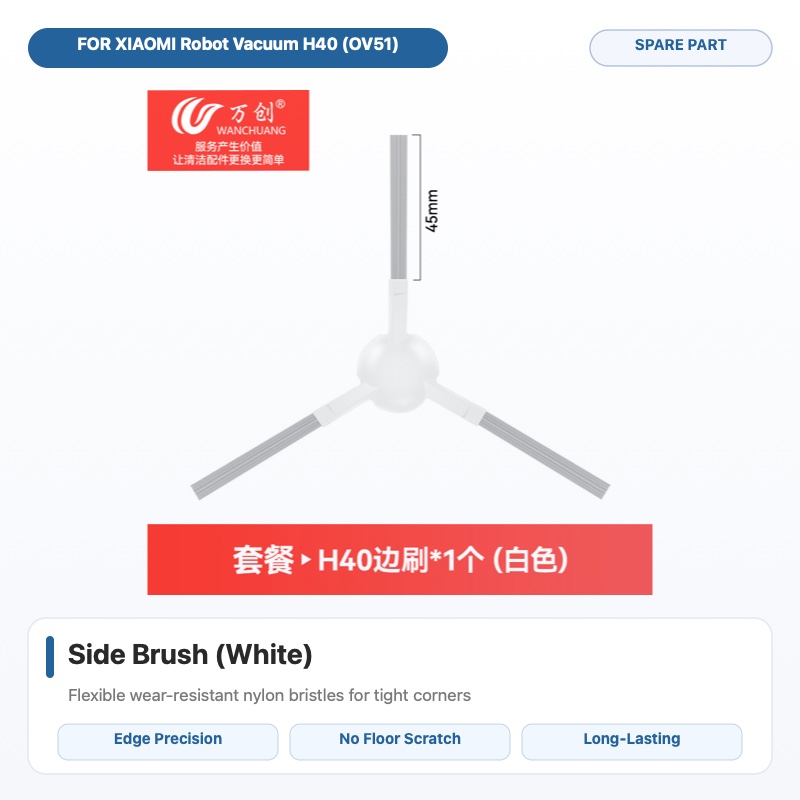 FOR XIAOMI Robot Vacuum H40 (OV51)
SPARE PART
万创®
WANCHUANG
服务产生价值
让清洁配件更换更简单
45mm
套餐▸H40边刷*1个 (白色)
Side Brush (White)
Flexible wear-resistant nylon bristles for tight corners
Edge Precision
No Floor Scratch
Long-Lasting